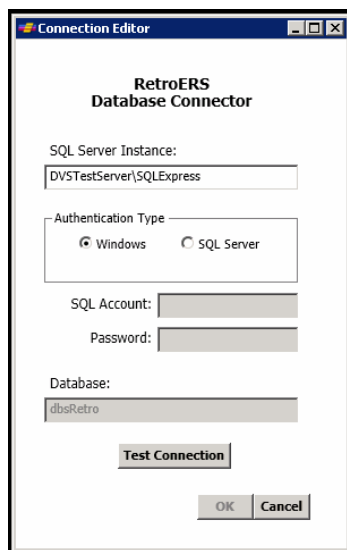 Connection Editor
RetroERS
Database Connector
SQL Server Instance:
DVSTestServer\SQLExpress
Authentication Type
Windows SQL Server
SQL Account:
Password:
Database:
dbsRetro
Test Connection
OK Cancel